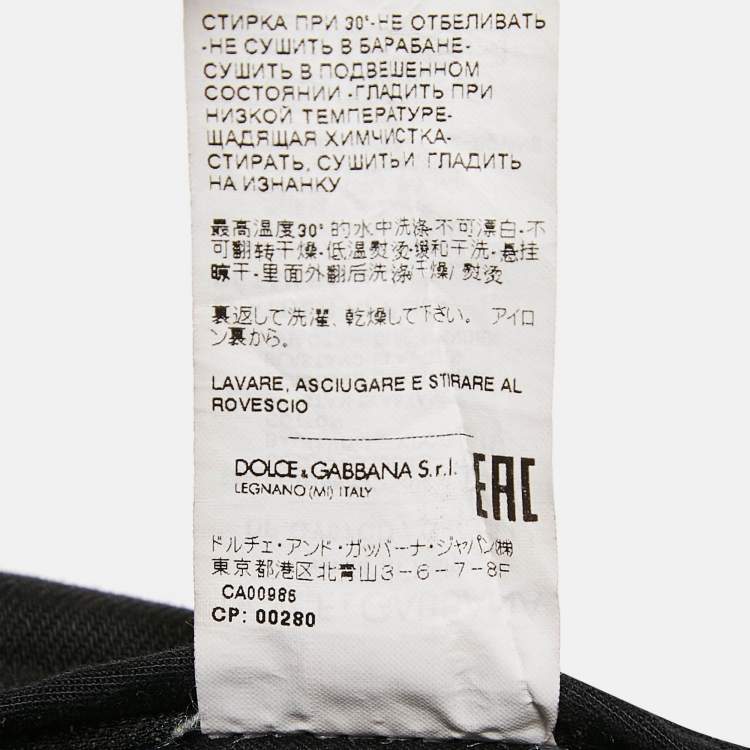 СТИРКА ПРИ 30°-НЕ ОТБЕЛИВАТЬ
-НЕ СУШИТЬ В БАРАБАНЕ-
СУШИТЬ В ПОДВЕШЕННОМ
СОСТОЯНИИ -ГЛАДИТЬ ПРИ
НИЗКОЙ ТЕМПЕРАТУРЕ-
ЩАДЯЩАЯ ХИМЧИСТКА-
СТИРАТЬ, СУШИТЬ И ГЛАДИТЬ
НА ИЗНАНКУ
最高温度30°的水中洗涤-不可漂白-不
可翻转干燥-低温熨烫-缓和干洗-悬挂
晾干-里面外翻后洗涤/干燥/ 熨烫
裏返して洗濯、乾燥して下さい。 アイロ
ン裏から。
LAVARE, ASCIUGARE E STIRARE AL
ROVESCIO
DOLCE & GABBANA S.r.l.
LEGNANO (MI) ITALY
EAC
ドルチェ・アンド・ガッバーナ・ジャパン㈱
東京都港区北青山3-6-7-8F
CA00986
CP: 00280